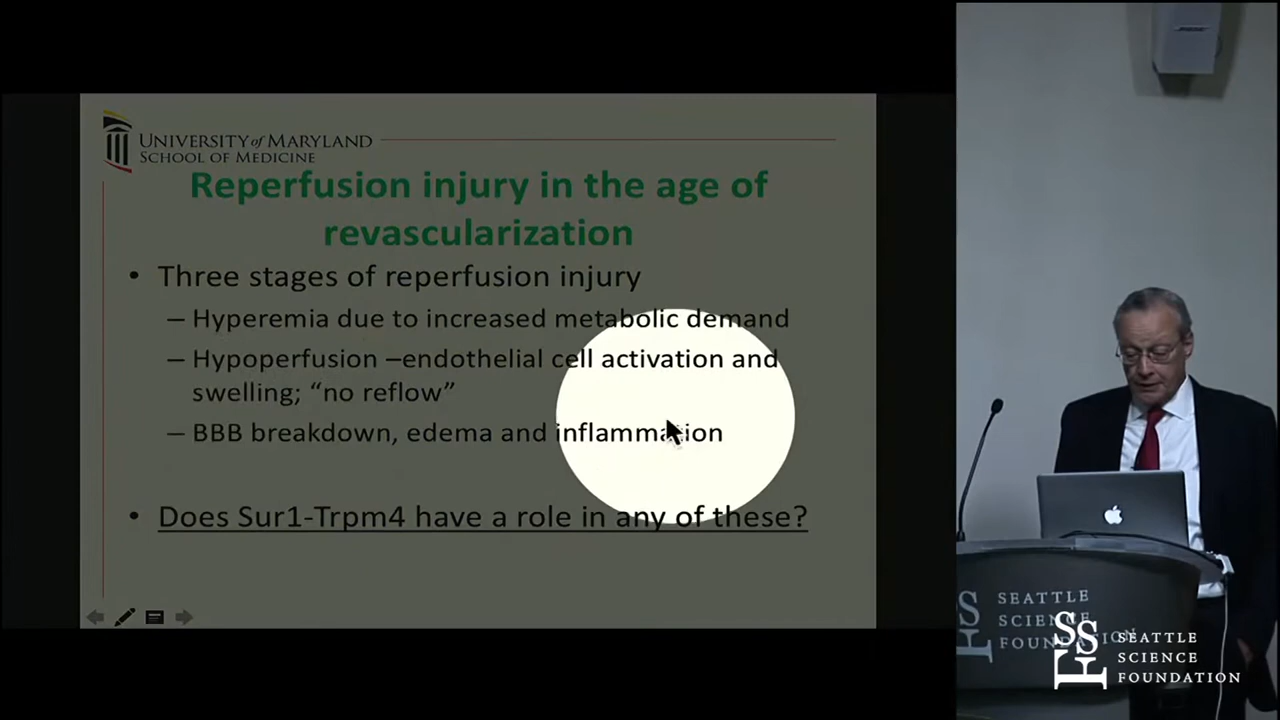 UNIVERSITY of MARYLAND
SCHOOL OF MEDICINE
Reperfusion injury in the age of
revascularization
• Three stages of reperfusion injury
– Hyperemia due to increased metabolic demand
– Hypoperfusion –endothelial cell activation and
swelling; “no reflow”
– BBB breakdown, edema and inflammation
• Does Sur1-Trpm4 have a role in any of these?
BOSE
SEATTLE
SCIENCE
FOUNDATION
SSF
SEATTLE
SCIENCE
FOUNDATION